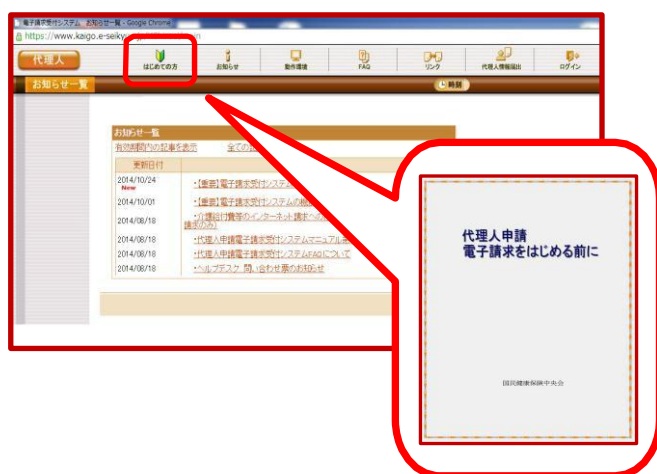 電子請求受付システム お知らせ一覧 - Google Chrome
https://www.kaigo.e-seikyu
代理人
はじめての方
お知らせ
動作環境
FAQ
リンク
代理人情報届出
ログイン
お知らせ一覧
時刻
お知らせ一覧
有効期間内の記事を表示
全ての
更新日付
2014/10/24
New
・【重要】電子請求受付システム
2014/10/01
・【重要】電子請求受付システムの
2014/08/18
・介護給付費等のインターネット請求への
請求のみ)
2014/08/18
・代理人申請電子請求受付システムマニュアル
2014/08/18
・代理人申請電子請求受付システムFAQについて
2014/08/18
・ヘルプデスク 問い合わせ票のお知らせ
代理人申請
電子請求をはじめる前に
国民健康保険中央会